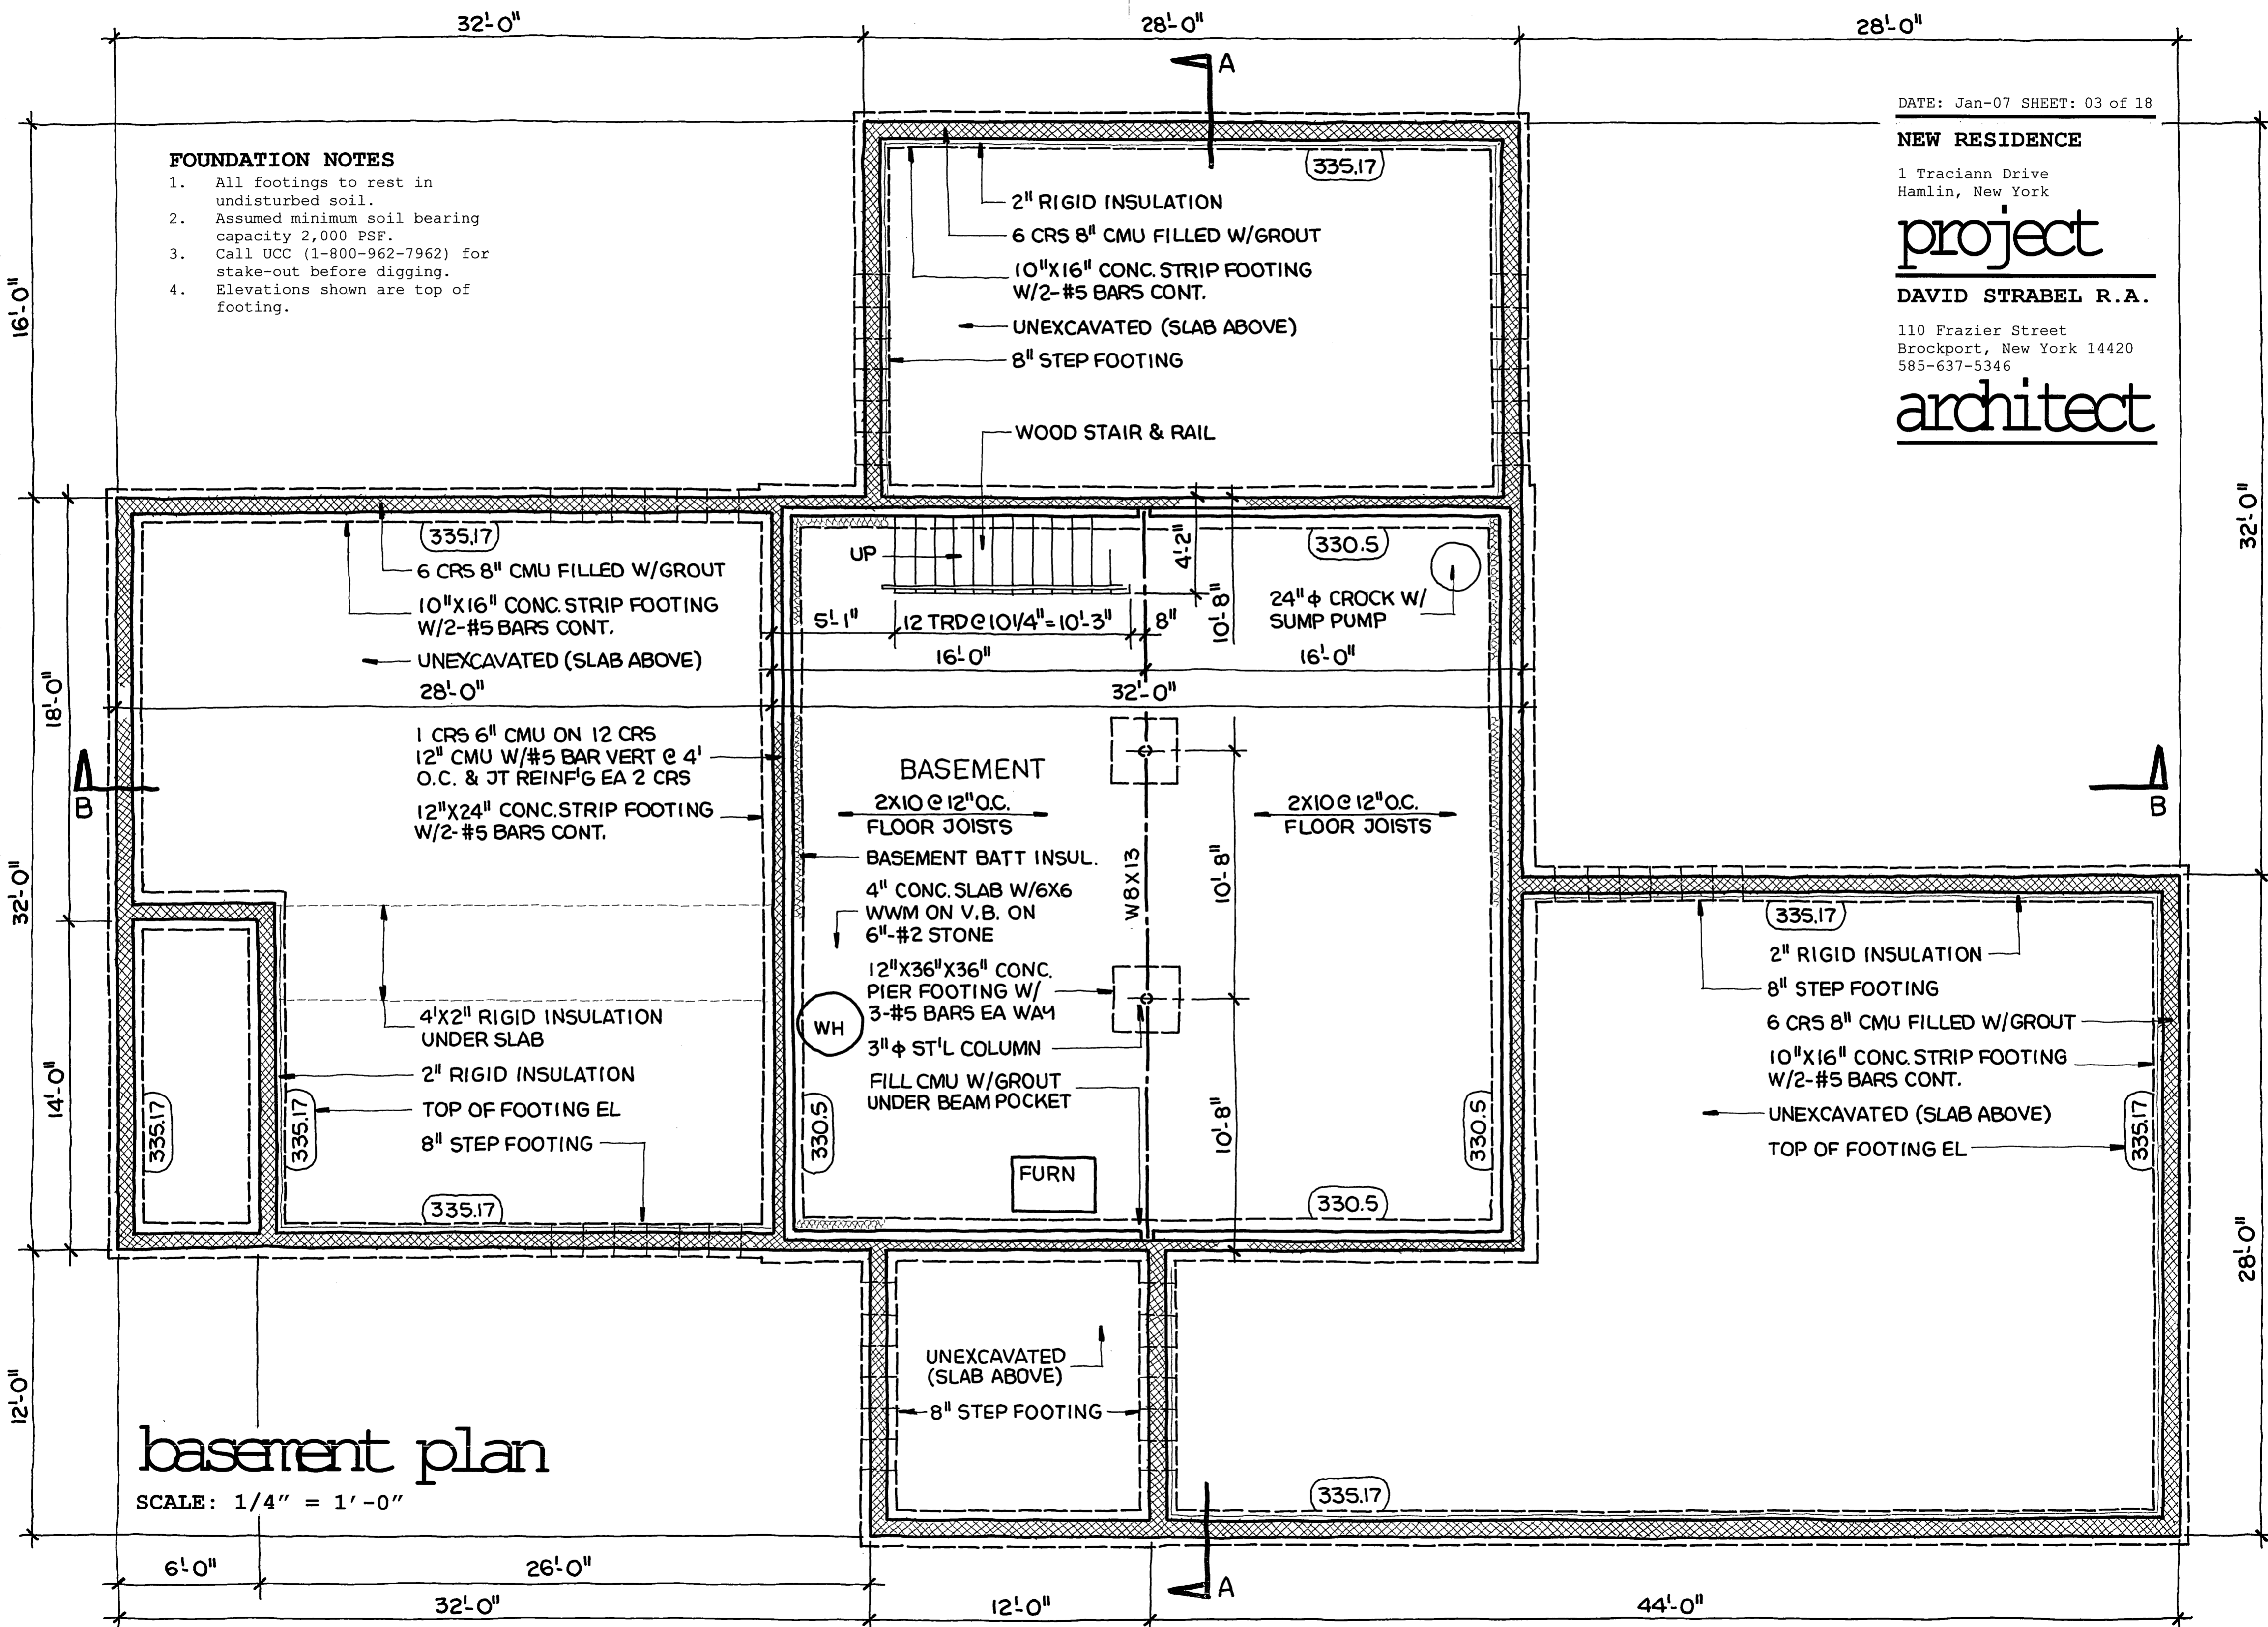 32'-0"
28'-0"
28'-0"
A
DATE: Jan-07 SHEET: 03 of 18
NEW RESIDENCE
1 Traciann Drive
Hamlin, New York
project
DAVID STRABEL R.A.
110 Frazier Street
Brockport, New York 14420
585-637-5346
architect
FOUNDATION NOTES
1. All footings to rest in
undisturbed soil.
2. Assumed minimum soil bearing
capacity 2,000 PSF.
3. Call UCC (1-800-962-7962) for
stake-out before digging.
4. Elevations shown are top of
footing.
16'-0"
335.17
2" RIGID INSULATION
6 CRS 8" CMU FILLED W/GROUT
10"X16" CONC. STRIP FOOTING
W/2-#5 BARS CONT.
UNEXCAVATED (SLAB ABOVE)
8" STEP FOOTING
WOOD STAIR & RAIL
32'-0"
335.17
6 CRS 8" CMU FILLED W/GROUT
10"X16" CONC. STRIP FOOTING
W/2-#5 BARS CONT.
UNEXCAVATED (SLAB ABOVE)
28'-0"
18'-0"
1 CRS 6" CMU ON 12 CRS
12" CMU W/#5 BAR VERT @ 4'
O.C. & JT REINF'G EA 2 CRS
12"X24" CONC. STRIP FOOTING
W/2-#5 BARS CONT.
B
UP
4'-2"
330.5
24" ϕ CROCK W/
SUMP PUMP
5'-1"
12 TRD @ 10 1/4" = 10'-3"
8"
10'-8"
16'-0"
16'-0"
32'-0"
BASEMENT
2X10 @ 12" O.C.
FLOOR JOISTS
2X10 @ 12" O.C.
FLOOR JOISTS
BASEMENT BATT INSUL.
W8X13
10'-8"
4" CONC. SLAB W/6X6
WWM ON V.B. ON
6"-#2 STONE
12"X36"X36" CONC.
PIER FOOTING W/
3-#5 BARS EA WAY
WH
3" ϕ ST'L COLUMN
FILL CMU W/GROUT
UNDER BEAM POCKET
10'-8"
330.5
330.5
FURN
330.5
B
32'-0"
14'-0"
4'X2" RIGID INSULATION
UNDER SLAB
2" RIGID INSULATION
335.17
335.17
TOP OF FOOTING EL
8" STEP FOOTING
335.17
335.17
2" RIGID INSULATION
8" STEP FOOTING
6 CRS 8" CMU FILLED W/GROUT
10"X16" CONC. STRIP FOOTING
W/2-#5 BARS CONT.
UNEXCAVATED (SLAB ABOVE)
TOP OF FOOTING EL
335.17
28'-0"
UNEXCAVATED
(SLAB ABOVE)
8" STEP FOOTING
335.17
12'-0"
basement plan
SCALE: 1/4" = 1'-0"
A
6'-0"
26'-0"
32'-0"
12'-0"
44'-0"